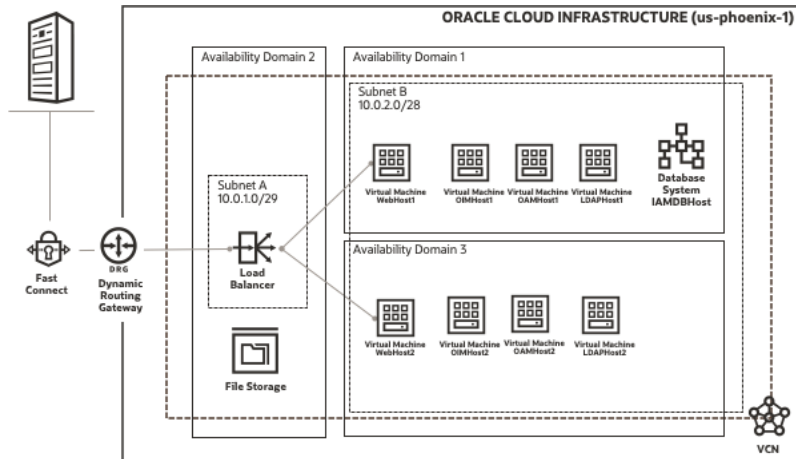 ORACLE CLOUD INFRASTRUCTURE (us-phoenix-1)
Availability Domain 2
Availability Domain 1
Subnet B
10.0.2.0/28
Virtual Machine
WebHost1
Virtual Machine
OIMHost1
Virtual Machine
OAMHost1
Virtual Machine
LDAPHost1
Database
System
IAMDBHost
Subnet A
10.0.1.0/29
Load
Balancer
Fast
Connect
DRG
Dynamic
Routing
Gateway
Availability Domain 3
Virtual Machine
WebHost2
Virtual Machine
OIMHost2
Virtual Machine
OAMHost2
Virtual Machine
LDAPHost2
File Storage
VCN